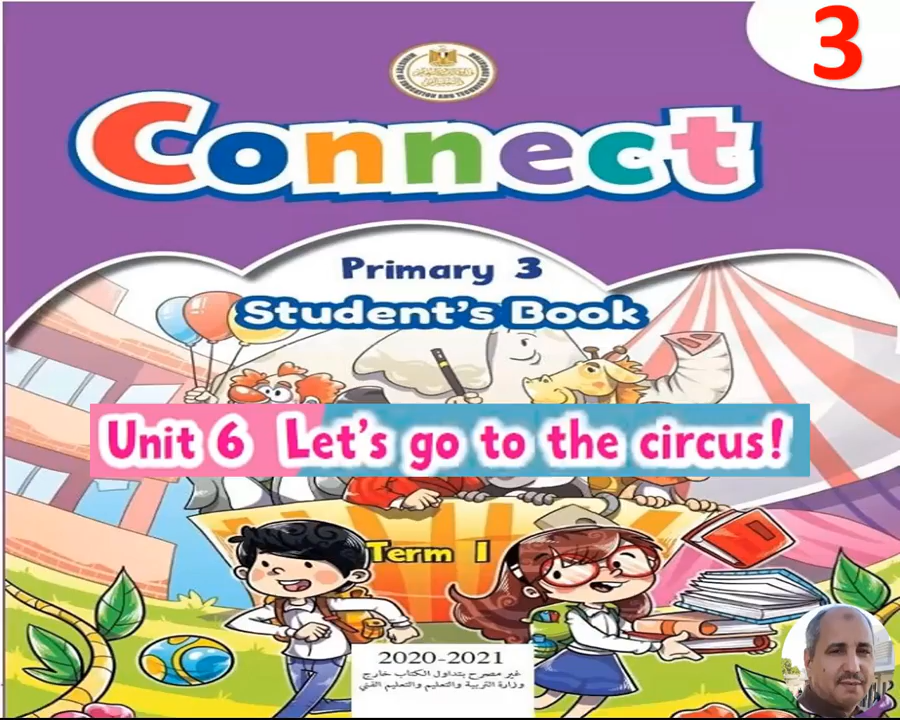 3
Connect
Primary 3
Student's Book
Unit 6 Let's go to the circus!
Term 1
2020-2021
غير مصرح بتداول الكتاب خارج
وزارة التربية والتعليم والتعليم الفني